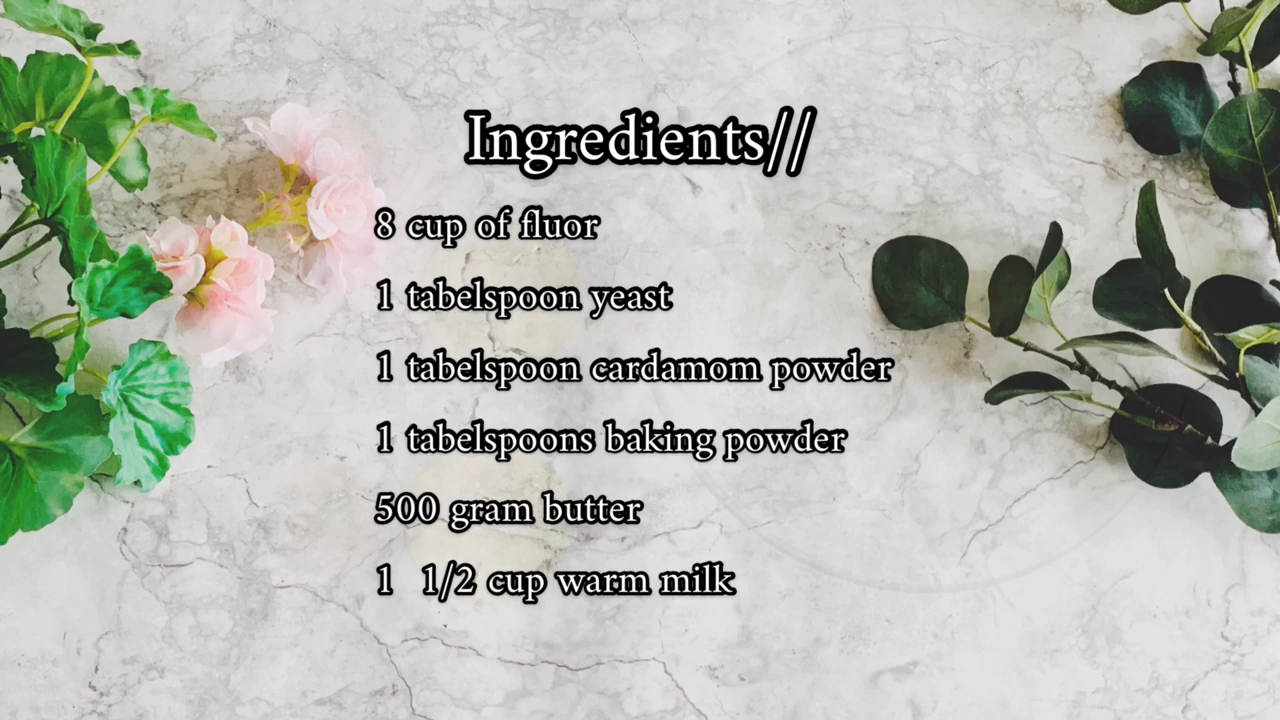 Ingredients//
8 cup of fluor
1 tabelspoon yeast
1 tabelspoon cardamom powder
1 tabelspoons baking powder
500 gram butter
1 1/2 cup warm milk